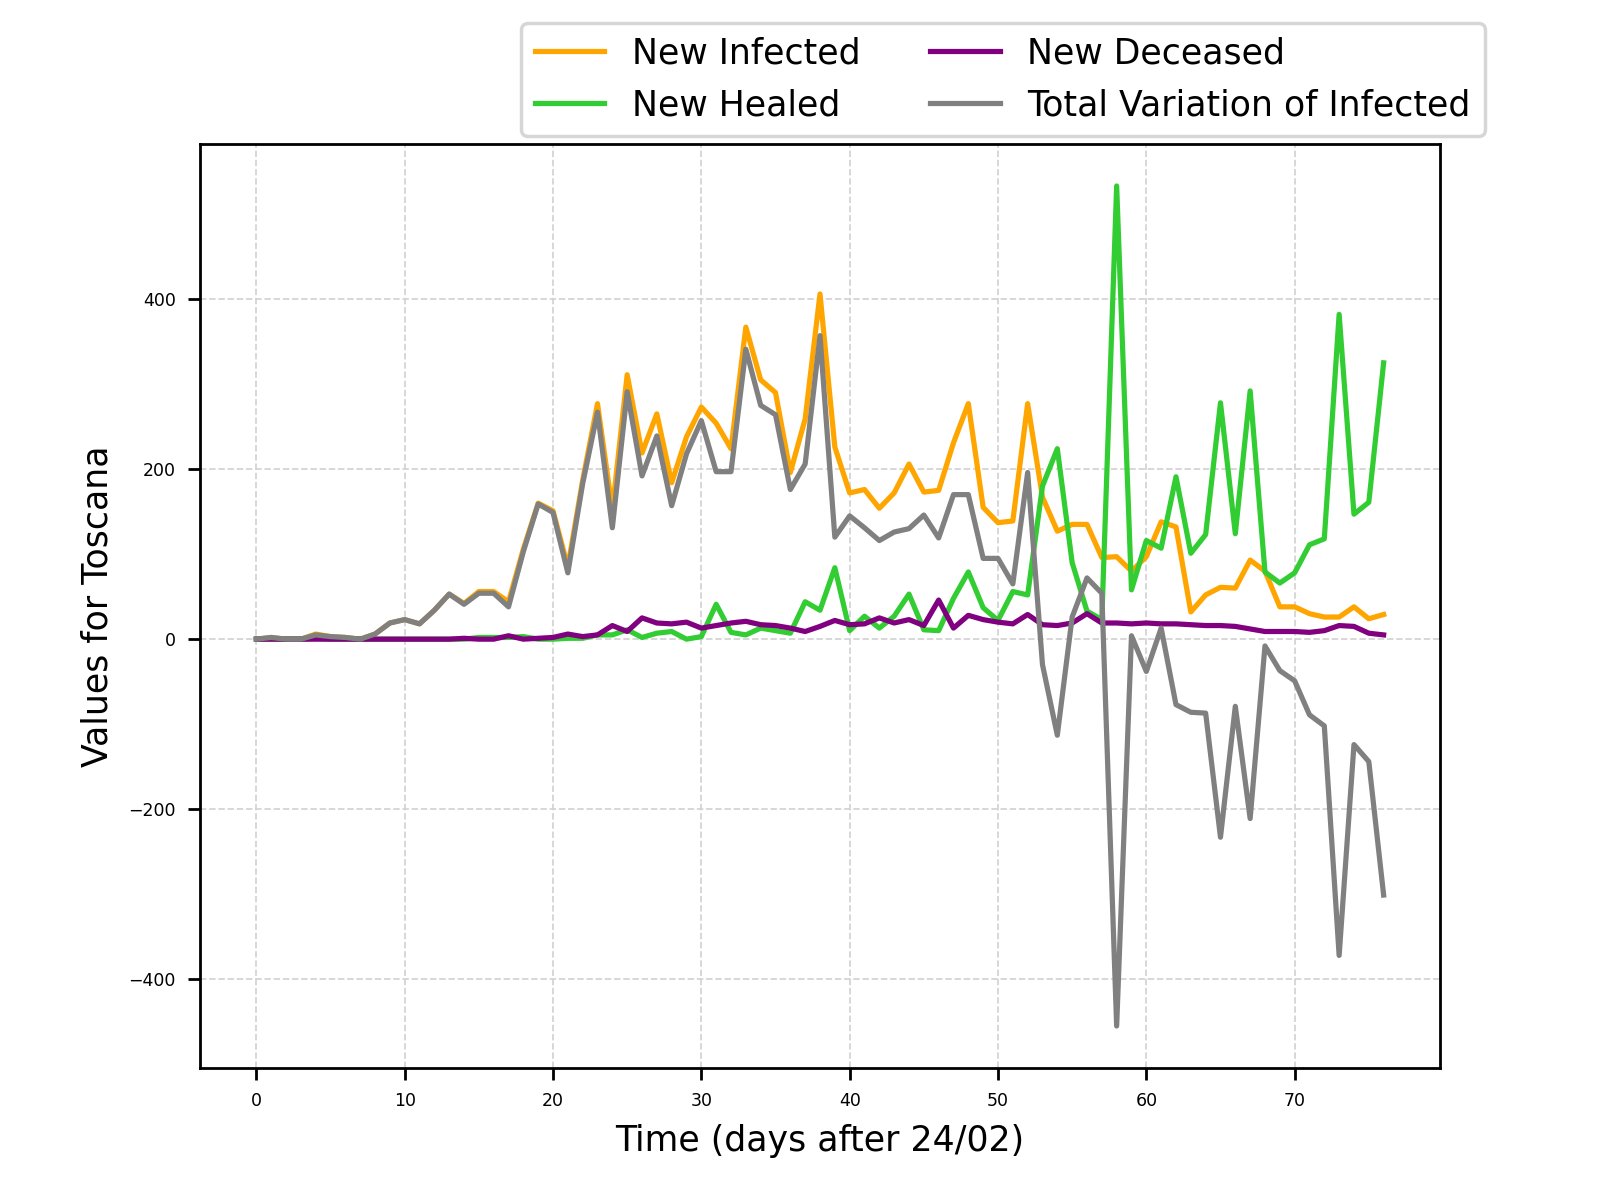 New Infected
New Healed
New Deceased
Total Variation of Infected
400
200
0
−200
−400
Values for Toscana
0 10 20 30 40 50 60 70
Time (days after 24/02)